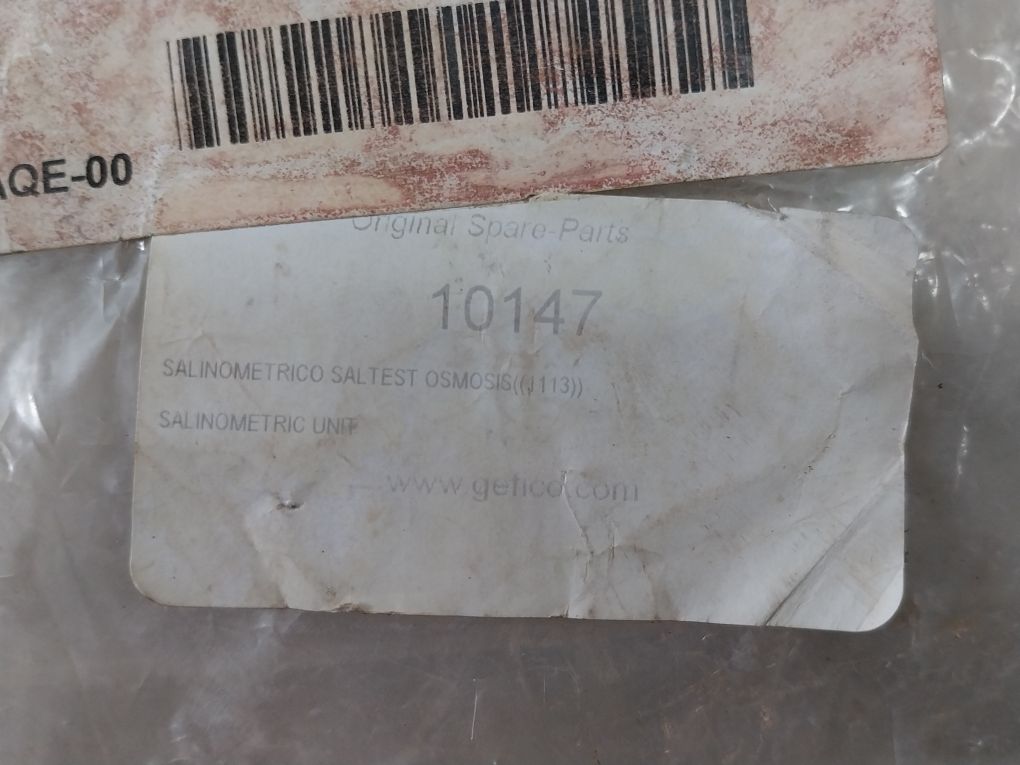 AQE-00
Original Spare-Parts
10147
SALINOMETRICO SALTEST OSMOSIS((J113))
SALINOMETRIC UNIT
www.gefico.com